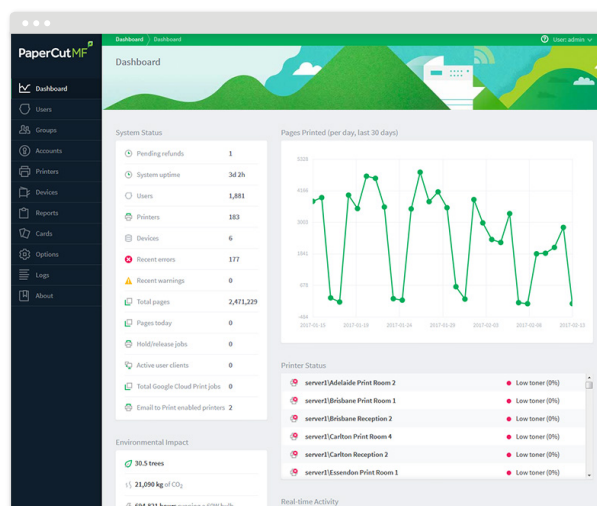 PaperCutMF
Dashboard
Users
Groups
Accounts
Printers
Devices
Reports
Cards
Options
Logs
About
Dashboard Dashboard
User: admin
Dashboard
System Status
Pending refunds 1
System uptime 3d 2h
Users 1,881
Printers 183
Devices 6
Recent errors 177
Recent warnings 0
Total pages 2,471,229
Pages today 0
Hold/release jobs 0
Active user clients 0
Total Google Cloud Print jobs 0
Email to Print enabled printers 2
Environmental Impact
30.5 trees
21,090 kg of CO2
Pages Printed (per day, last 30 days)
Printer Status
server1\Adelaide Print Room 2 Low toner (0%)
server1\Brisbane Print Room 1 Low toner (0%)
server1\Brisbane Reception 2 Low toner (0%)
server1\Carlton Print Room 4 Low toner (0%)
server1\Carlton Reception 2 Low toner (0%)
server1\Essendon Print Room 1 Low toner (0%)
Real-time Activity